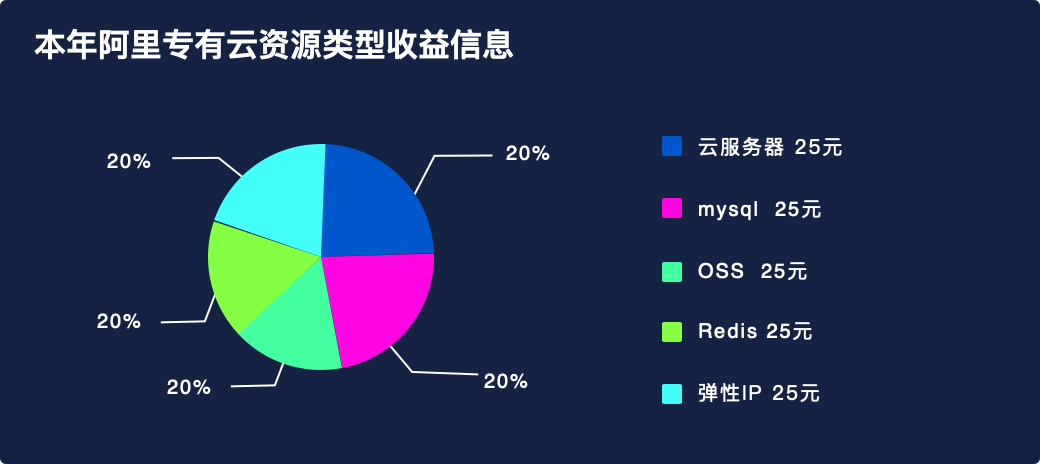 本年阿里专有云资源类型收益信息
20%
20%
20%
20%
20%
云服务器 25元
mysql 25元
OSS 25元
Redis 25元
弹性IP 25元